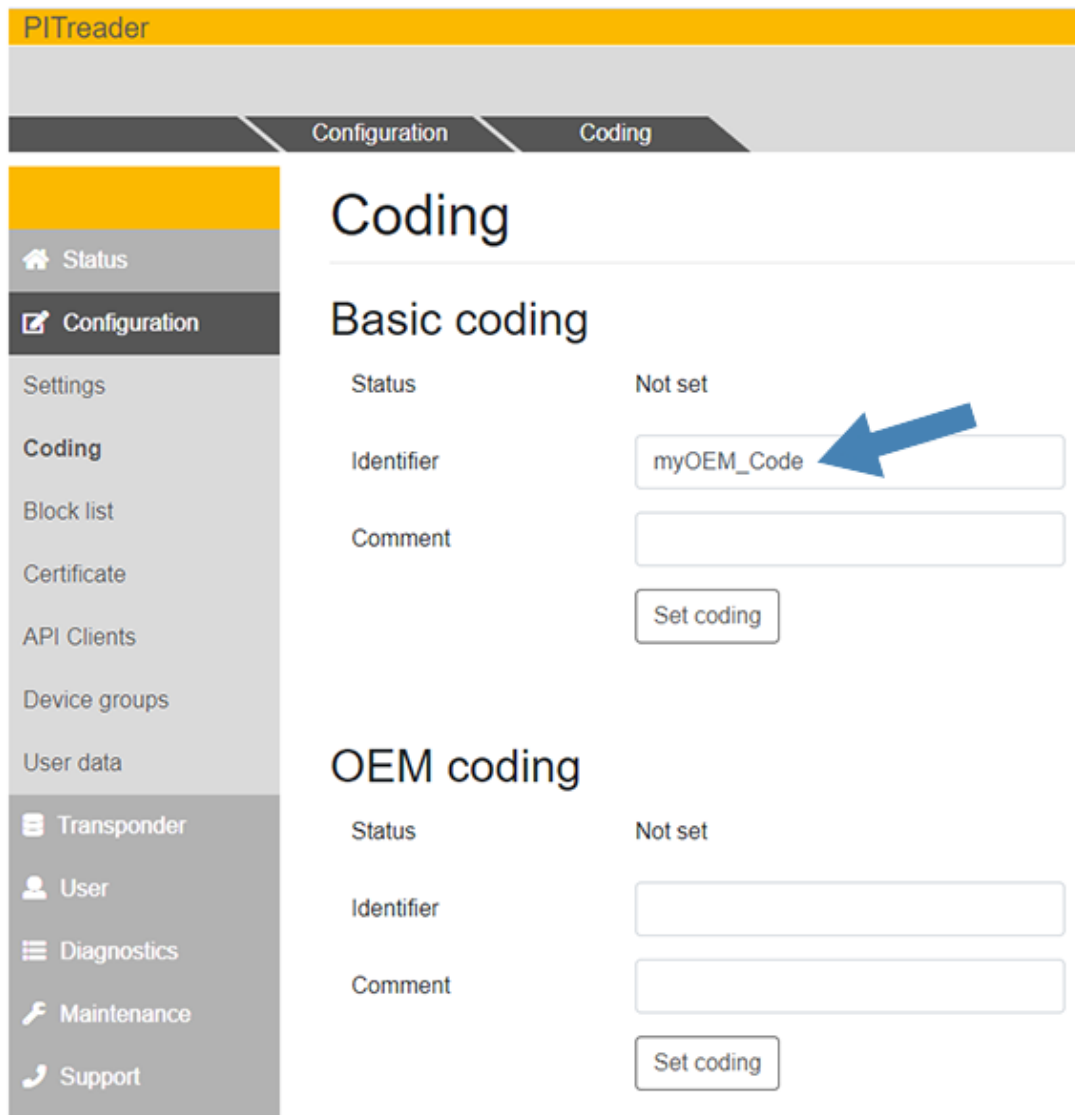 PITreader
Configuration Coding
Status
Configuration
Settings
Coding
Block list
Certificate
API Clients
Device groups
User data
Transponder
User
Diagnostics
Maintenance
Support
Coding
Basic coding
Status Not set
Identifier myOEM_Code
Comment
Set coding
OEM coding
Status Not set
Identifier
Comment
Set coding